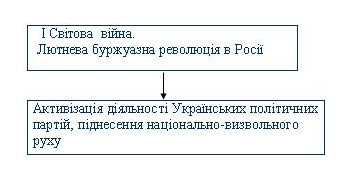 І Світова війна.
Лютнева буржуазна революція в Росії
Активізація діяльності Українських політичних
партій, піднесення національно-визвольного
руху